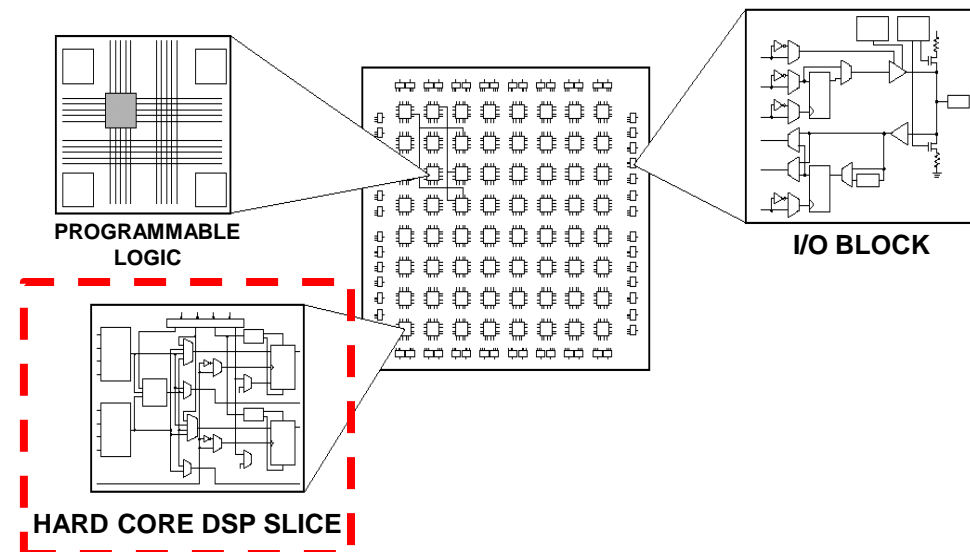 PROGRAMMABLE
LOGIC
I/O BLOCK
HARD CORE DSP SLICE